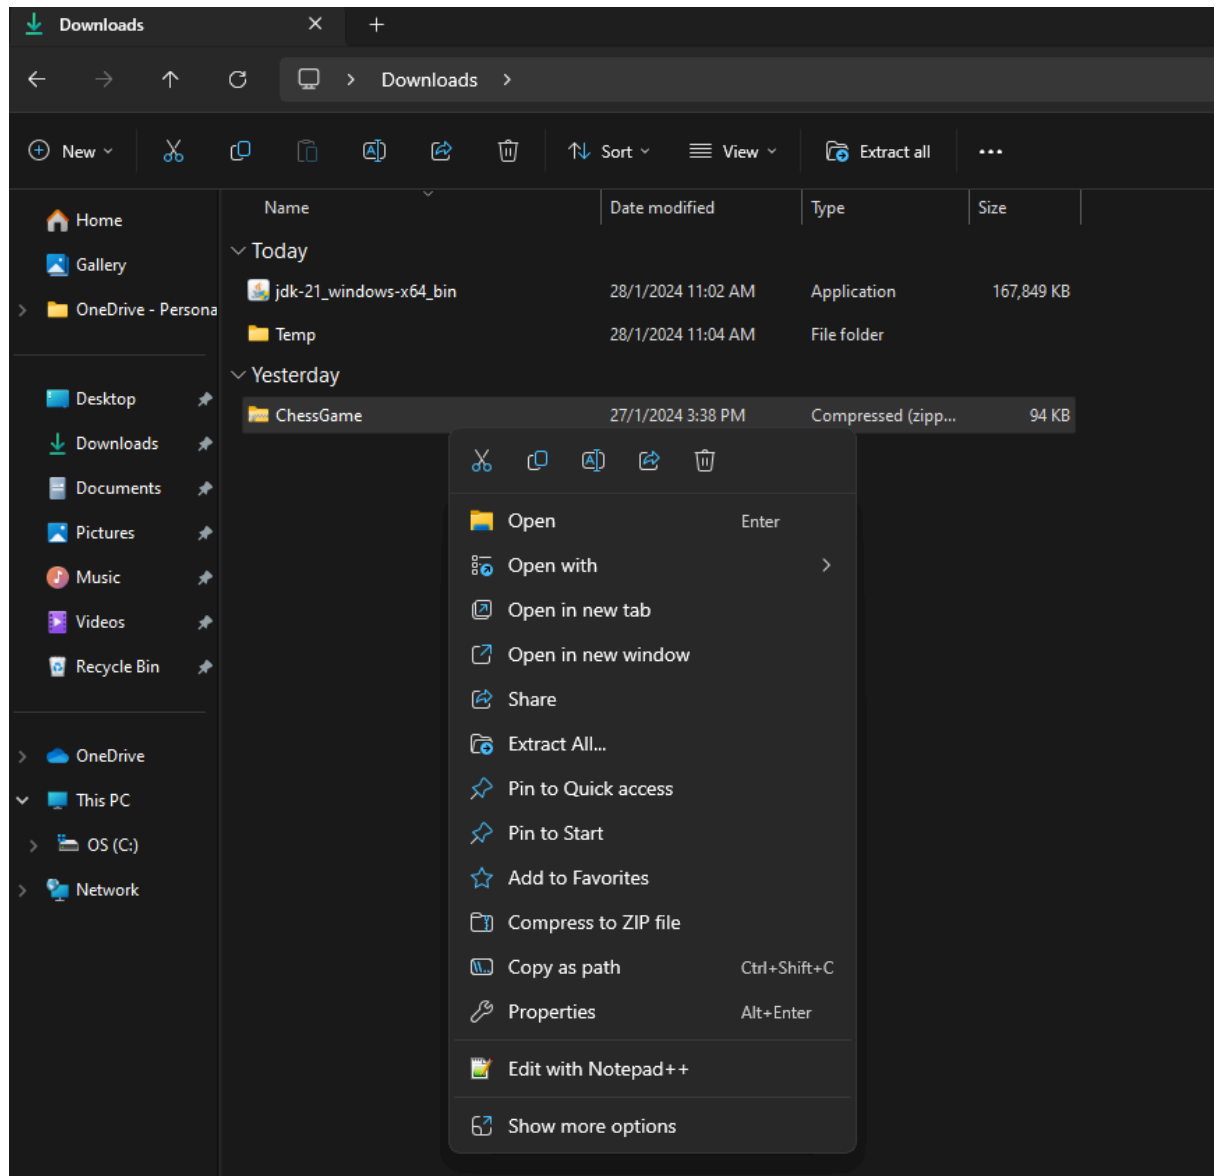 Downloads
Downloads
New
Sort
View
Extract all
Name Date modified Type Size
Home
Gallery
OneDrive - Persona
Desktop
Downloads
Documents
Pictures
Music
Videos
Recycle Bin
OneDrive
This PC
OS (C:)
Network
Today
jdk-21_windows-x64_bin 28/1/2024 11:02 AM Application 167,849 KB
Temp 28/1/2024 11:04 AM File folder
Yesterday
ChessGame 27/1/2024 3:38 PM Compressed (zipp... 94 KB
Open Enter
Open with
Open in new tab
Open in new window
Share
Extract All...
Pin to Quick access
Pin to Start
Add to Favorites
Compress to ZIP file
Copy as path Ctrl+Shift+C
Properties Alt+Enter
Edit with Notepad++
Show more options